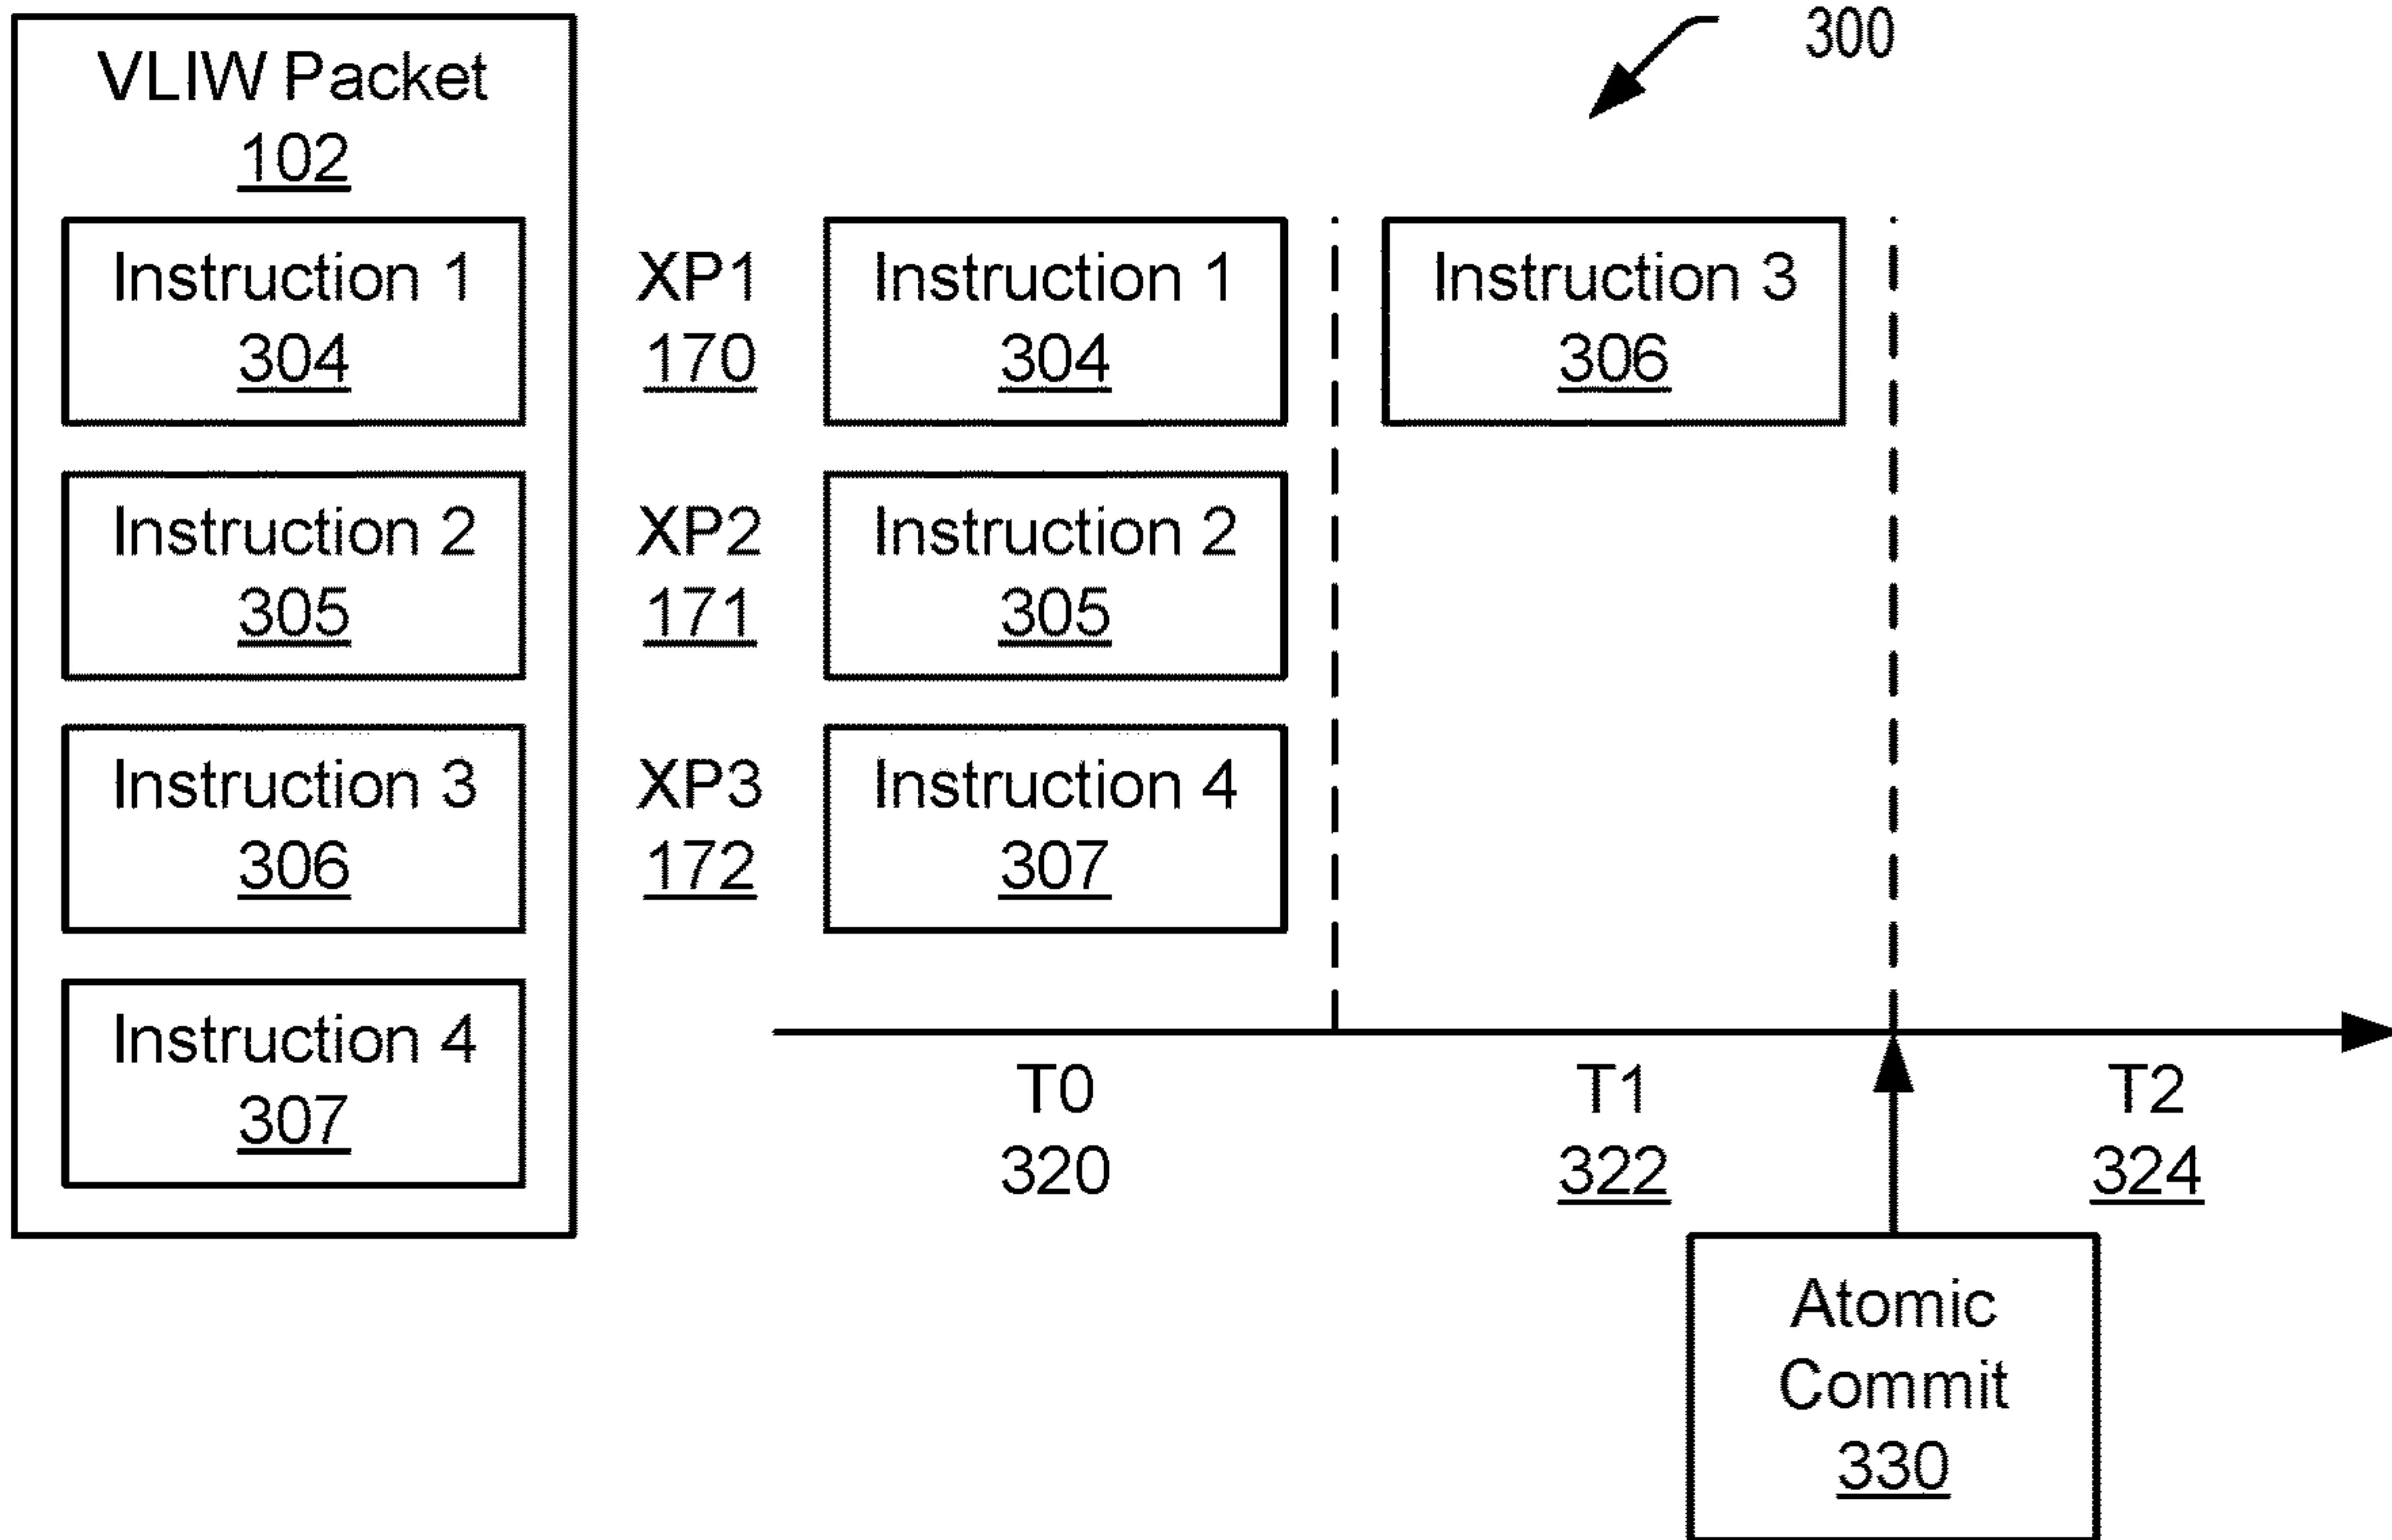 300
VLIW Packet
102
Instruction 1
304
Instruction 2
305
Instruction 3
306
Instruction 4
307
XP1
170
Instruction 1
304
Instruction 3
306
XP2
171
Instruction 2
305
XP3
172
Instruction 4
307
T0
320
T1
322
T2
324
Atomic
Commit
330